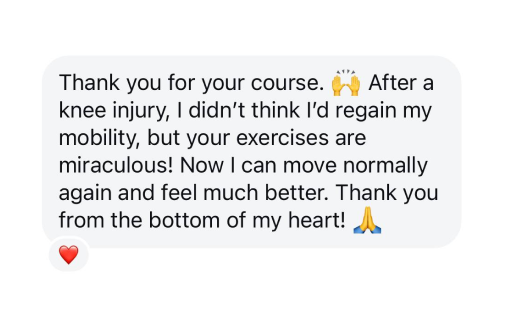 Thank you for your course. 🙌 After a
knee injury, I didn’t think I’d regain my
mobility, but your exercises are
miraculous! Now I can move normally
again and feel much better. Thank you
from the bottom of my heart! 🙏
❤️